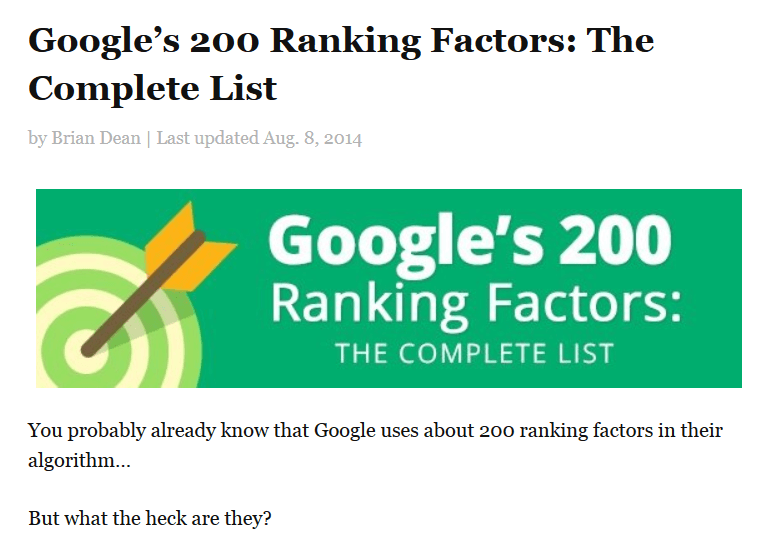 Google’s 200 Ranking Factors: The
Complete List
by Brian Dean | Last updated Aug. 8, 2014
Google’s 200
Ranking Factors:
THE COMPLETE LIST
You probably already know that Google uses about 200 ranking factors in their
algorithm…
But what the heck are they?